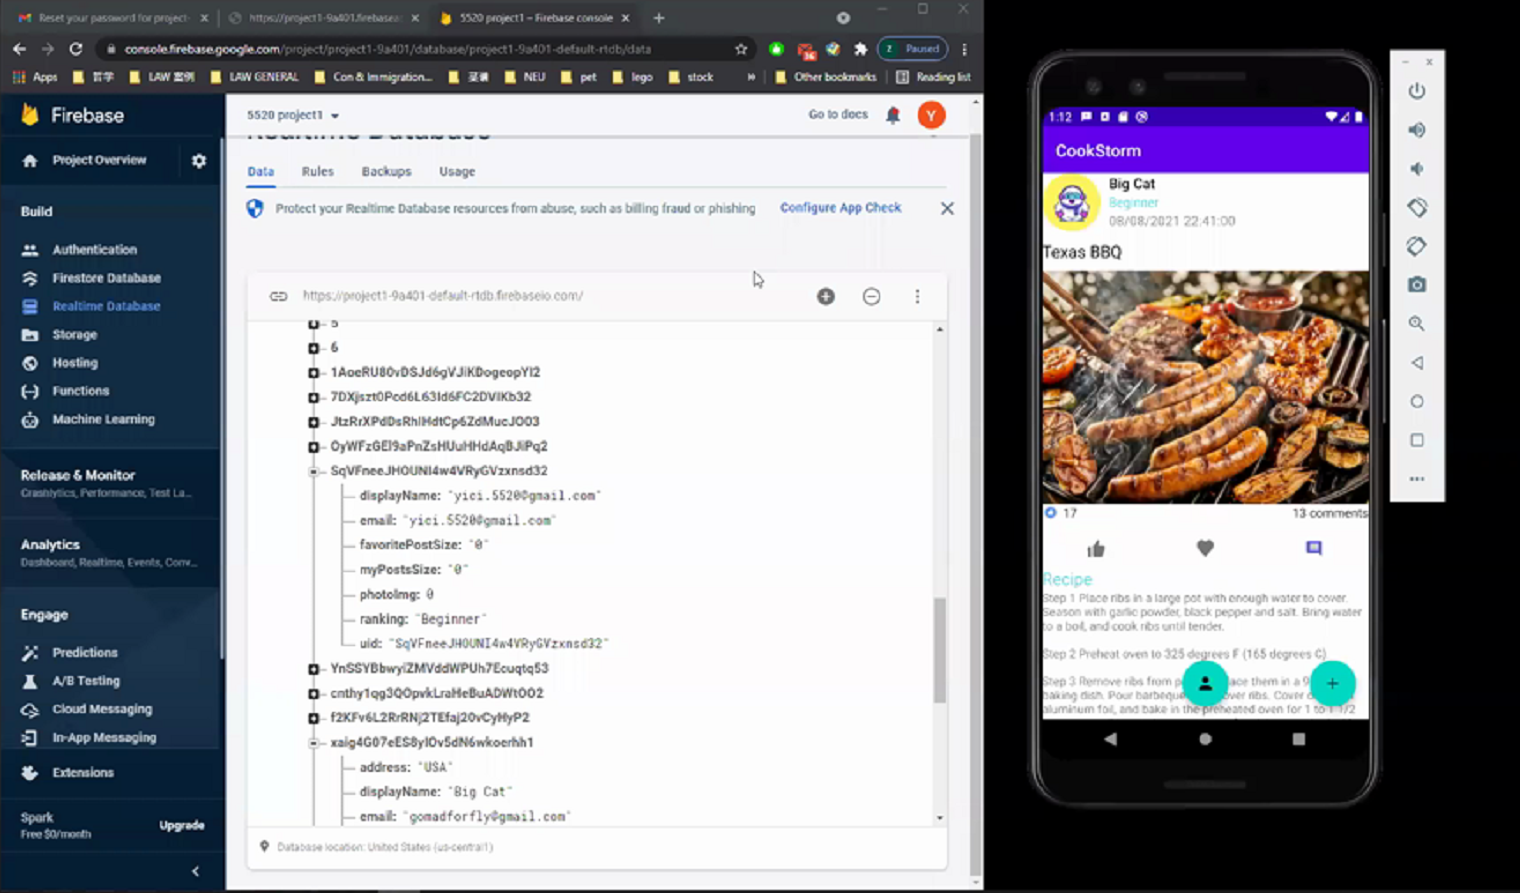 Reset your password for project-
https://project1-9a401.firebasea
5520 project1 – Firebase console
console.firebase.google.com/project/project1-9a401/database/project1-9a401-default-rtdb/data
Paused
Apps
哲学
LAW 案例
LAW GENERAL
Con & Immigration...
NEU
pet
lego
stock
»
Other bookmarks
Reading list
Firebase
5520 project1
Go to docs
Y
Realtime Database
Project Overview
Data
Rules
Backups
Usage
Build
Protect your Realtime Database resources from abuse, such as billing fraud or phishing
Configure App Check
Authentication
Firestore Database
Realtime Database
Storage
Hosting
Functions
Machine Learning
Release & Monitor
Crashlytics, Performance, Test La...
Analytics
Dashboard, Realtime, Events, Conv...
Engage
Predictions
A/B Testing
Cloud Messaging
In-App Messaging
Extensions
Spark
Free $0/month
Upgrade
https://project1-9a401-default-rtdb.firebaseio.com/
5
6
1AoeRU80vDSJd6gVJiKDogeopYI2
7DXjszt0Pod6L63Id6FC2DVIKb32
JtzRrXPdDsRhIHdtCp6ZdMucJO03
OyWFzGEl9aPnZsHUuHHdAqBJiPq2
SqVFneeJHOUNI4w4VRyGVzxnsd32
displayName: "yici.5520@gmail.com"
email: "yici.5520@gmail.com"
favoritePostSize: "0"
myPostsSize: "0"
photoImg: 0
ranking: "Beginner"
uid: "SqVFneeJHOUNI4w4VRyGVzxnsd32"
YnSSYBbwyiZMVddWPUh7Ecuqtq53
cnthy1qg3QOpvkLraHeBuADWtOO2
f2KFv6L2RrRNj2TEfaj20vCyHyP2
xaig4G07eES8ylOv5dN6wkoerhh1
address: "USA"
displayName: "Big Cat"
email: "gomadforfly@gmail.com"
Database location: United States (us-central1)
1:12
CookStorm
Big Cat
Beginner
08/08/2021 22:41:00
Texas BBQ
17
13 comments
Recipe
Step 1 Place ribs in a large pot with enough water to cover.
Season with garlic powder, black pepper and salt. Bring water
to a boil, and cook ribs until tender.
Step 2 Preheat oven to 325 degrees F (165 degrees C)
Step 3 Remove ribs from p ace them in a 9
baking dish. Pour barbeque over ribs. Cover
aluminum foil, and bake in the preheated oven for 1 to 1 1/2